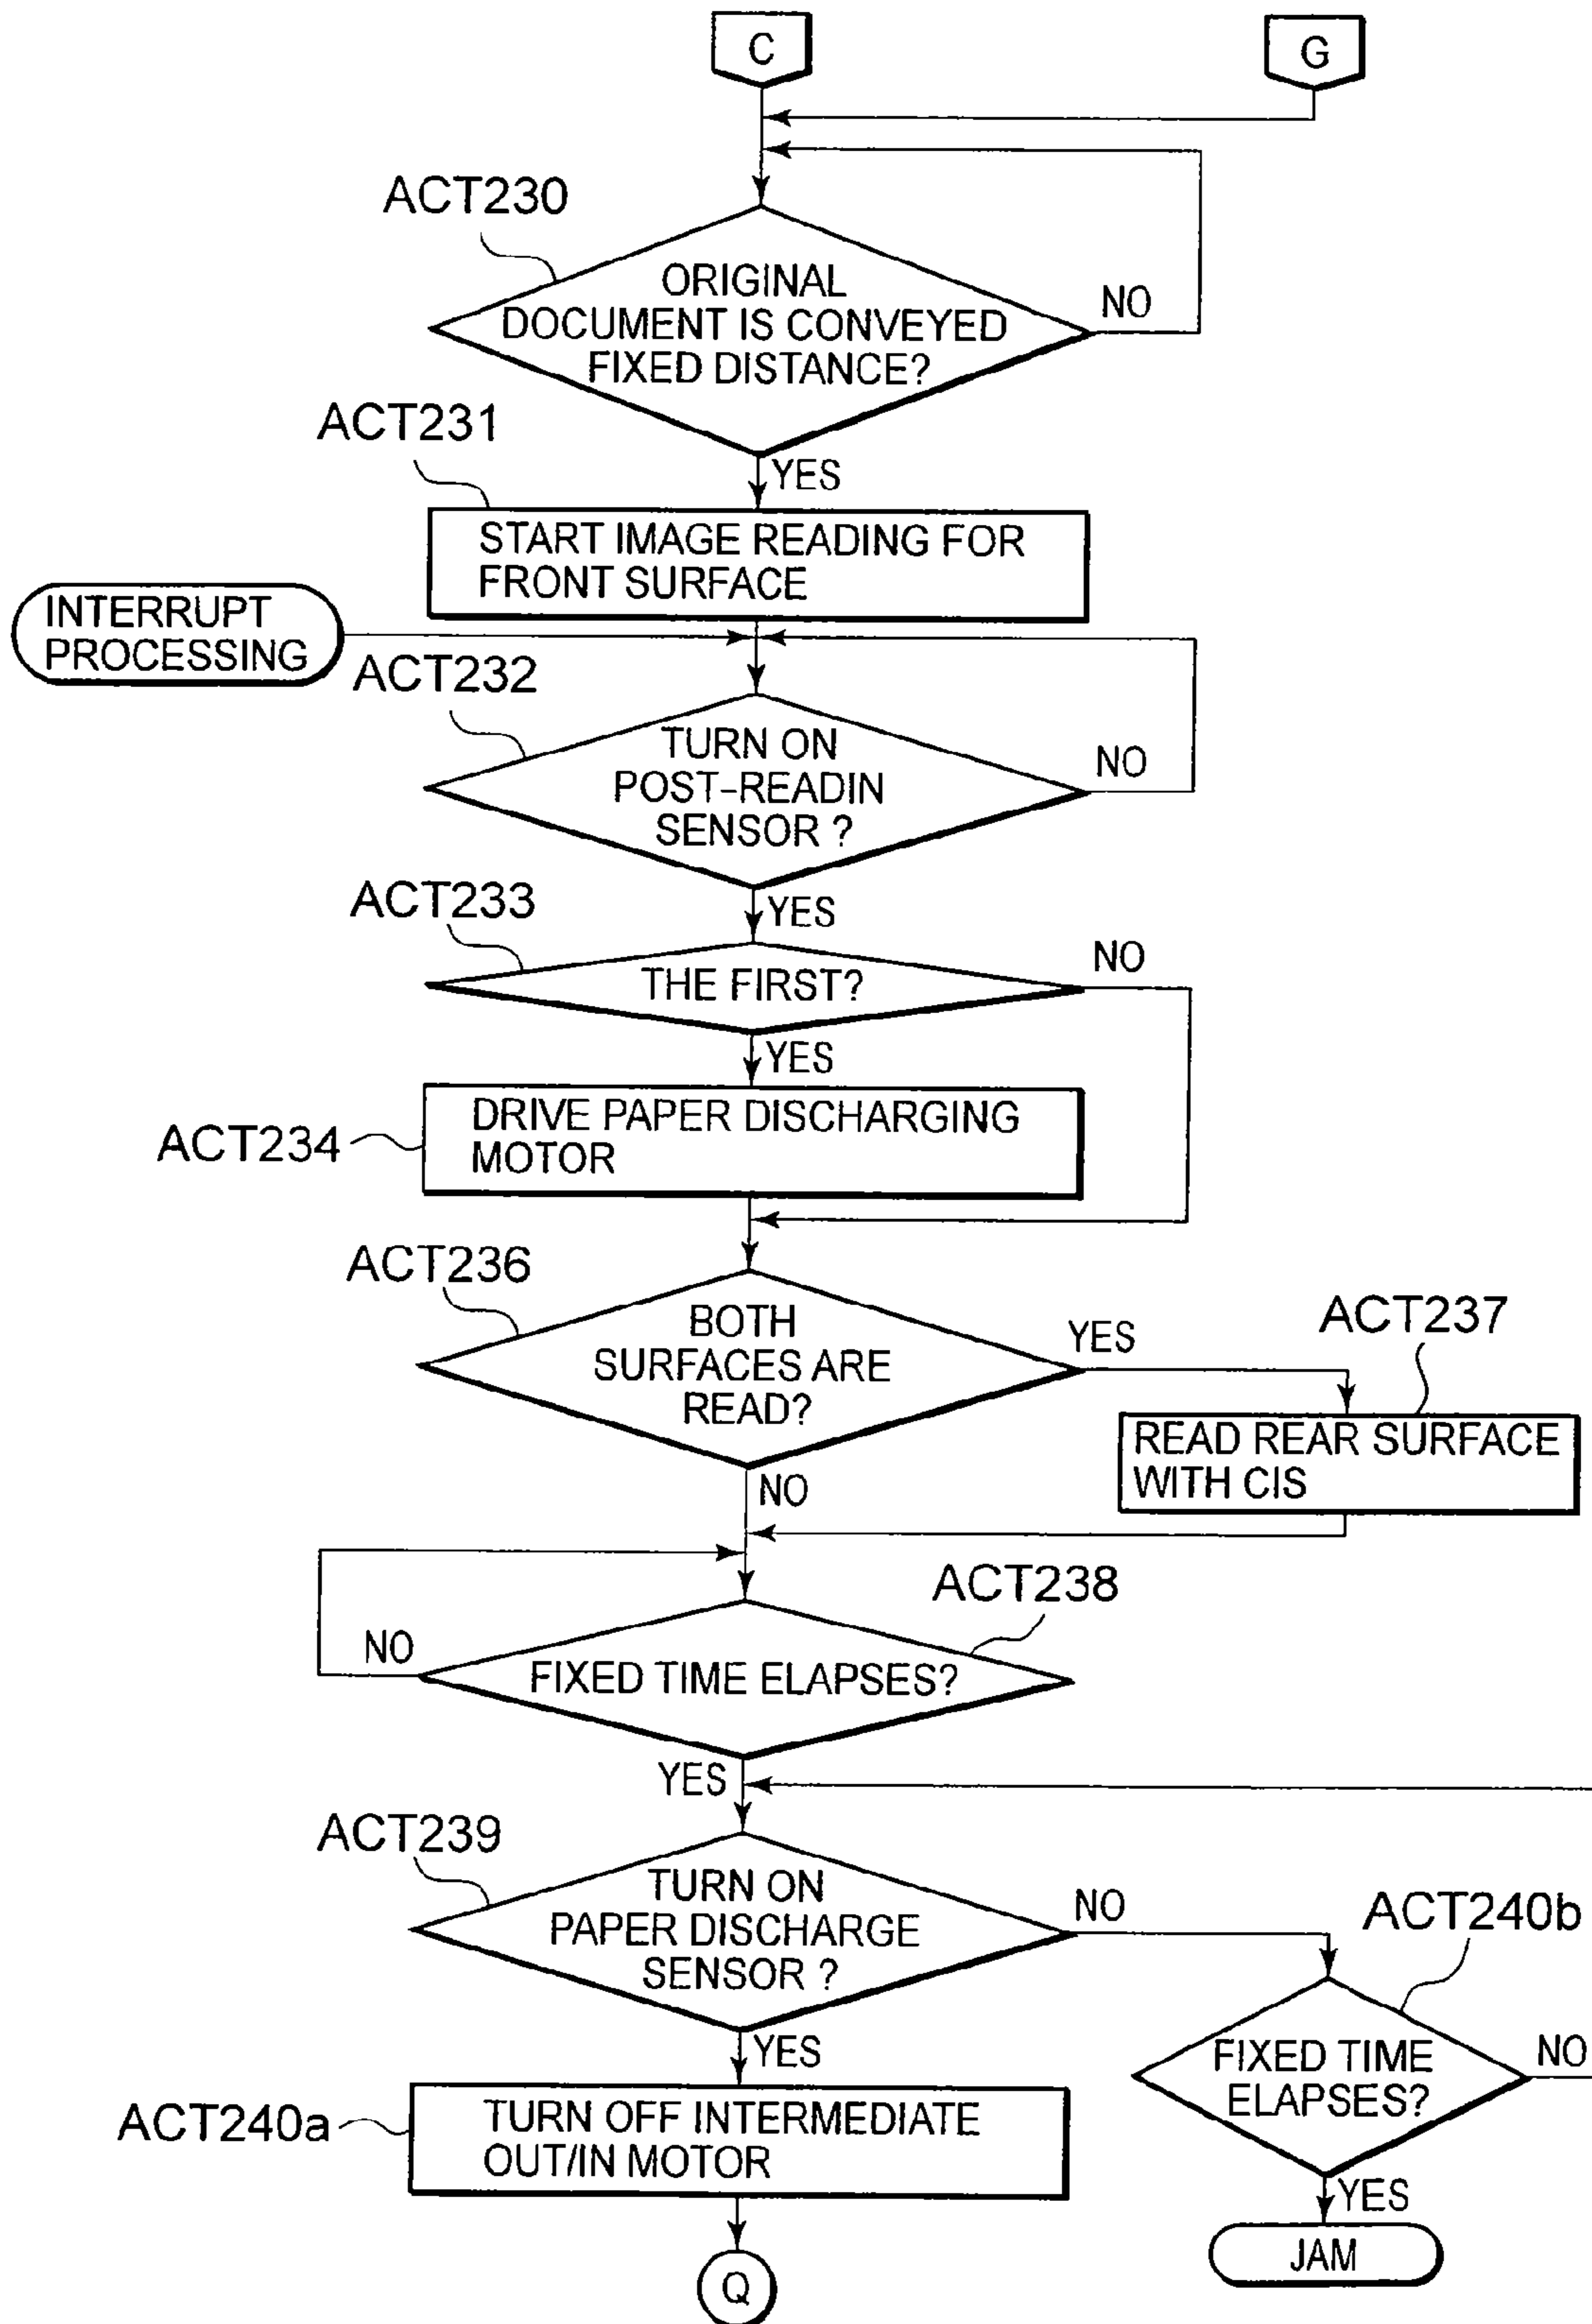 C
G
ACT230
ORIGINAL
DOCUMENT IS CONVEYED
FIXED DISTANCE?
NO
ACT231
YES
START IMAGE READING FOR
FRONT SURFACE
INTERRUPT
PROCESSING
ACT232
TURN ON
POST-READIN
SENSOR ?
NO
ACT233
YES
THE FIRST?
NO
YES
ACT234
DRIVE PAPER DISCHARGING
MOTOR
ACT236
BOTH
SURFACES ARE
READ?
YES
ACT237
READ REAR SURFACE
WITH CIS
NO
ACT238
NO
FIXED TIME ELAPSES?
YES
ACT239
TURN ON
PAPER DISCHARGE
SENSOR ?
NO
ACT240b
FIXED TIME
ELAPSES?
NO
YES
ACT240a
TURN OFF INTERMEDIATE
OUT/IN MOTOR
YES
JAM
Q